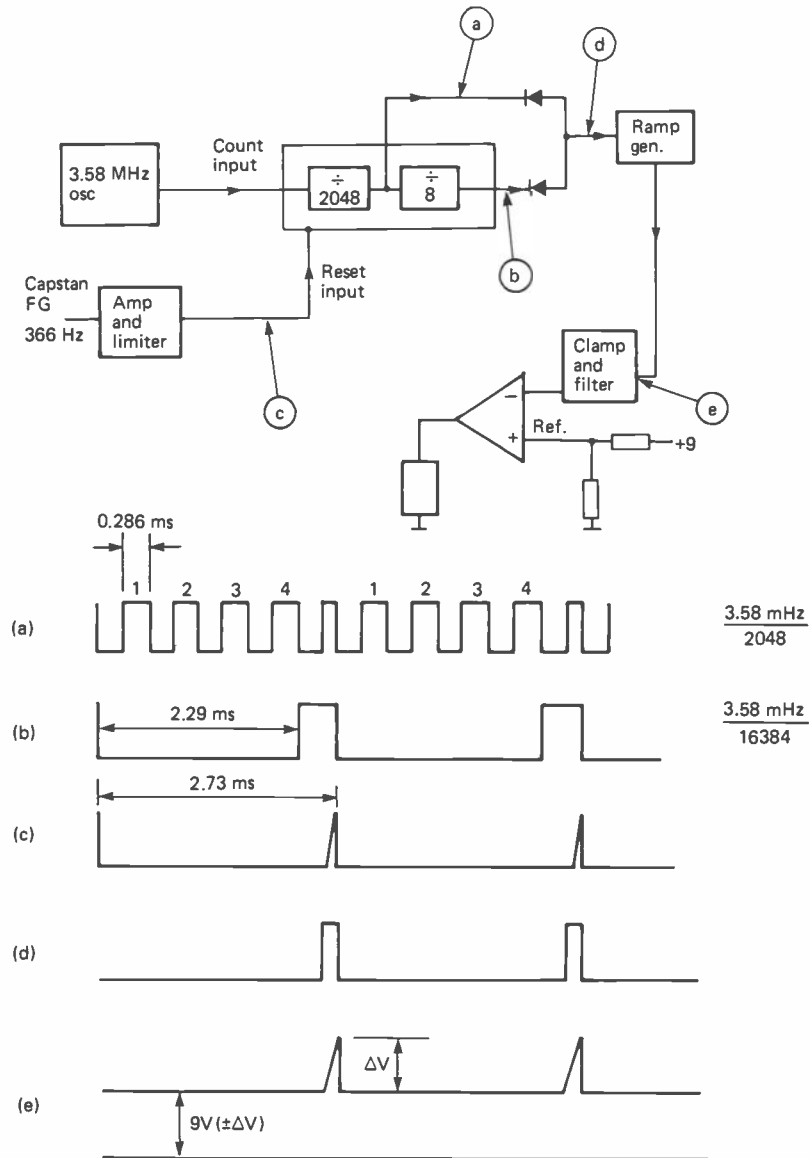 a
d
Ramp
gen.
Count
input
3.58 MHz
osc
÷
2048
÷
8
b
Reset
input
Capstan
FG
366 Hz
Amp
and
limiter
c
Clamp
and
filter
e
−
+
Ref.
+9
0.286 ms
1 2 3 4 1 2 3 4
(a)
3.58 mHz
2048
2.29 ms
(b)
3.58 mHz
16384
2.73 ms
(c)
(d)
ΔV
(e)
9V(±ΔV)